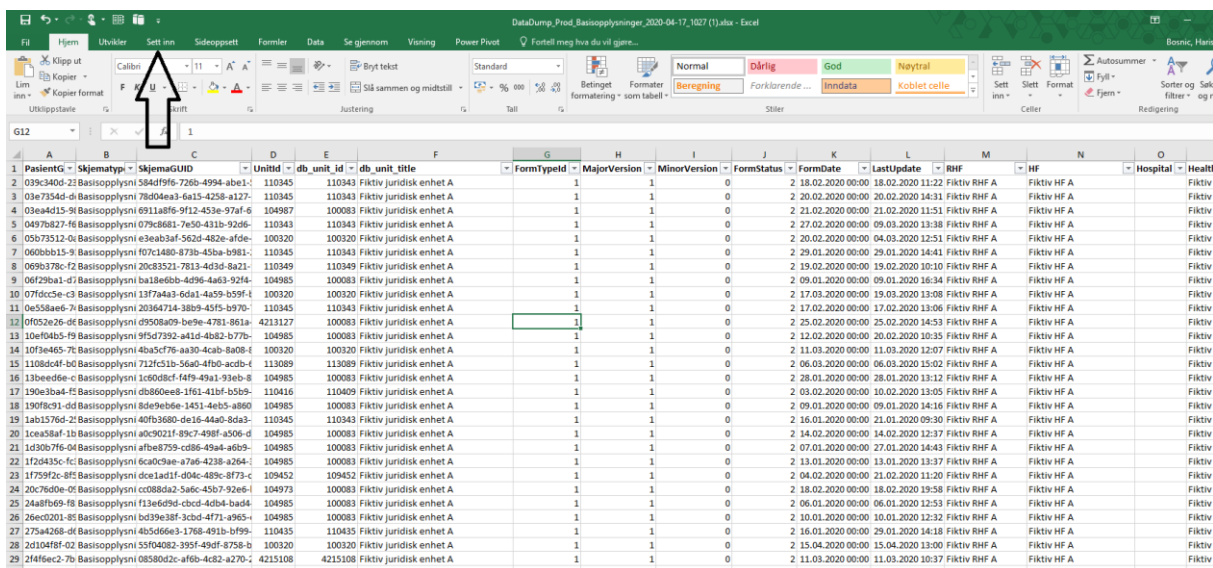 DataDump_Prod_Basisopplysninger_2020-04-17_1027 (1).xlsx - Excel
Fil Hjem Utvikler Sett inn Sideoppsett Formler Data Se gjennom Visning Power Pivot Fortell meg hva du vil gjøre... Bosnic, Haris
Klipp ut Calibri 11 Bryt tekst Standard Normal Dårlig God Nøytral Autosummer
Lim inn Kopier Betinget formatering Formater som tabell Sett inn Slett Format Fyll Sorter og filtrer
Kopier format F K U Slå sammen og midtstill % 000 Beregning Forklarende ... Inndata Koblet celle Fjern
Utklippstavle Skrift Justering Tall Stiler Celler Redigering
G12 fx 1
A B C D E F G H I J K L M N O
1 PasientG Skjematyp SkjemaGUID UnitId db_unit_id db_unit_title FormTypeId MajorVersion MinorVersion FormStatus FormDate LastUpdate RHF HF Hospital Healt
2 039c340d-23 Basisopplysni 584df9f6-726b-4994-abe1- 110345 110343 Fiktiv juridisk enhet A 1 1 0 2 18.02.2020 00:00 18.02.2020 11:22 Fiktiv RHF A Fiktiv HF A Fiktiv
3 03e7354d-d Basisopplysni 78d04ea3-6a15-4258-a127- 110345 110343 Fiktiv juridisk enhet A 1 1 0 2 20.02.2020 00:00 20.02.2020 14:31 Fiktiv RHF A Fiktiv HF A Fiktiv
4 03ea4d15-9 Basisopplysni 6911a8f6-9f12-453e-97af-6 104987 100083 Fiktiv juridisk enhet A 1 1 0 2 21.02.2020 00:00 21.02.2020 11:51 Fiktiv RHF A Fiktiv HF A Fiktiv
5 0497b827-f6 Basisopplysni 079c8681-7e50-431b-92d6- 110343 110343 Fiktiv juridisk enhet A 1 1 0 2 27.02.2020 00:00 09.03.2020 13:38 Fiktiv RHF A Fiktiv HF A Fiktiv
6 05b73512-0 Basisopplysni e3eab3af-562d-482e-afde- 100320 100320 Fiktiv juridisk enhet A 1 1 0 2 20.02.2020 00:00 04.03.2020 12:51 Fiktiv RHF A Fiktiv HF A Fiktiv
7 060bbb15-9 Basisopplysni f07c1480-873b-45ba-b981- 110345 110343 Fiktiv juridisk enhet A 1 1 0 2 29.01.2020 00:00 29.01.2020 14:41 Fiktiv RHF A Fiktiv HF A Fiktiv
8 069b378c-f2 Basisopplysni 20c83521-7813-4d3d-8a21- 110349 110349 Fiktiv juridisk enhet A 1 1 0 2 19.02.2020 00:00 19.02.2020 10:10 Fiktiv RHF A Fiktiv HF A Fiktiv
9 06f29ba1-d7 Basisopplysni ba18e6bb-4d96-4a63-92f4- 104985 100083 Fiktiv juridisk enhet A 1 1 0 2 09.01.2020 00:00 09.01.2020 16:34 Fiktiv RHF A Fiktiv HF A Fiktiv
10 07fdcc5e-c3 Basisopplysni 13f7a4a3-6da1-4a59-b59f- 100320 100320 Fiktiv juridisk enhet A 1 1 0 2 17.03.2020 00:00 19.03.2020 13:08 Fiktiv RHF A Fiktiv HF A Fiktiv
11 0e558ae6-7 Basisopplysni 20364714-38b9-45f5-b970- 110345 110343 Fiktiv juridisk enhet A 1 1 0 2 17.02.2020 00:00 17.02.2020 13:06 Fiktiv RHF A Fiktiv HF A Fiktiv
12 0f052e26-d Basisopplysni d9508a09-be9e-4781-861a- 4213127 100083 Fiktiv juridisk enhet A 1 1 0 2 25.02.2020 00:00 25.02.2020 14:53 Fiktiv RHF A Fiktiv HF A Fiktiv
13 10ef04b5-f9 Basisopplysni 9f5d7392-a41d-4b82-b77b- 104985 100083 Fiktiv juridisk enhet A 1 1 0 2 12.02.2020 00:00 20.02.2020 10:35 Fiktiv RHF A Fiktiv HF A Fiktiv
14 10f3e465-7 Basisopplysni 4ba5cf76-aa30-4cab-8a08- 100320 100320 Fiktiv juridisk enhet A 1 1 0 2 11.03.2020 00:00 11.03.2020 12:07 Fiktiv RHF A Fiktiv HF A Fiktiv
15 1108dc4f-b0 Basisopplysni 712fc51b-56a0-4fb0-acdb- 113089 113089 Fiktiv juridisk enhet A 1 1 0 2 06.03.2020 00:00 06.03.2020 15:02 Fiktiv RHF A Fiktiv HF A Fiktiv
16 13beed6e-c Basisopplysni 1c60d8cf-f4f9-49a1-93eb-8 104985 100083 Fiktiv juridisk enhet A 1 1 0 2 28.01.2020 00:00 28.01.2020 13:12 Fiktiv RHF A Fiktiv HF A Fiktiv
17 190e3ba4-f5 Basisopplysni db860ee8-1f61-41bf-b5b9- 110416 110409 Fiktiv juridisk enhet A 1 1 0 2 03.02.2020 00:00 10.02.2020 13:05 Fiktiv RHF A Fiktiv HF A Fiktiv
18 190f8c91-dd Basisopplysni 8de9eb6e-1451-4eb5-a860 104985 100083 Fiktiv juridisk enhet A 1 1 0 2 09.01.2020 00:00 09.01.2020 14:16 Fiktiv RHF A Fiktiv HF A Fiktiv
19 1ab1576d-2 Basisopplysni 40fb3680-de16-44a0-8da3- 110345 110343 Fiktiv juridisk enhet A 1 1 0 2 16.01.2020 00:00 21.01.2020 09:30 Fiktiv RHF A Fiktiv HF A Fiktiv
20 1cea58af-1b Basisopplysni a0c9021f-89c7-498f-a506-d 104985 100083 Fiktiv juridisk enhet A 1 1 0 2 14.02.2020 00:00 14.02.2020 12:37 Fiktiv RHF A Fiktiv HF A Fiktiv
21 1d30b7f6-04 Basisopplysni afbe8759-cd86-49a4-a6b9- 104985 100083 Fiktiv juridisk enhet A 1 1 0 2 07.01.2020 00:00 27.01.2020 14:43 Fiktiv RHF A Fiktiv HF A Fiktiv
22 1f2d435c-fc Basisopplysni 6ca0c9ae-a7a6-4238-a264- 104985 100083 Fiktiv juridisk enhet A 1 1 0 2 13.01.2020 00:00 13.01.2020 13:37 Fiktiv RHF A Fiktiv HF A Fiktiv
23 1f759f2c-8f5 Basisopplysni dce1ad1f-d04c-489c-8f73-c 109452 109452 Fiktiv juridisk enhet A 1 1 0 2 04.02.2020 00:00 21.02.2020 11:20 Fiktiv RHF A Fiktiv HF A Fiktiv
24 20c76d0e-0 Basisopplysni cc088da2-5a6c-45b7-92e6- 104973 100083 Fiktiv juridisk enhet A 1 1 0 2 18.02.2020 00:00 18.02.2020 19:58 Fiktiv RHF A Fiktiv HF A Fiktiv
25 24a8fb69-f8 Basisopplysni f13e6d9d-cbcd-4db4-bad4- 104985 100083 Fiktiv juridisk enhet A 1 1 0 2 06.01.2020 00:00 06.01.2020 12:53 Fiktiv RHF A Fiktiv HF A Fiktiv
26 26ec0201-8 Basisopplysni bd39e38f-3cbd-4f71-a965- 104985 100083 Fiktiv juridisk enhet A 1 1 0 2 10.01.2020 00:00 10.01.2020 12:32 Fiktiv RHF A Fiktiv HF A Fiktiv
27 275a4268-d Basisopplysni 4b5d66e3-1768-491b-bf99- 110435 110435 Fiktiv juridisk enhet A 1 1 0 2 16.01.2020 00:00 29.01.2020 14:18 Fiktiv RHF A Fiktiv HF A Fiktiv
28 2d104f8f-02 Basisopplysni 55f04082-395f-49df-8758-b 100320 100320 Fiktiv juridisk enhet A 1 1 0 2 15.04.2020 00:00 15.04.2020 13:00 Fiktiv RHF A Fiktiv HF A Fiktiv
29 2f4f6ec2-7b Basisopplysni 08580d2c-af6b-4c82-a270- 4215108 4215108 Fiktiv juridisk enhet A 1 1 0 2 11.03.2020 00:00 11.03.2020 10:37 Fiktiv RHF A Fiktiv HF A Fiktiv